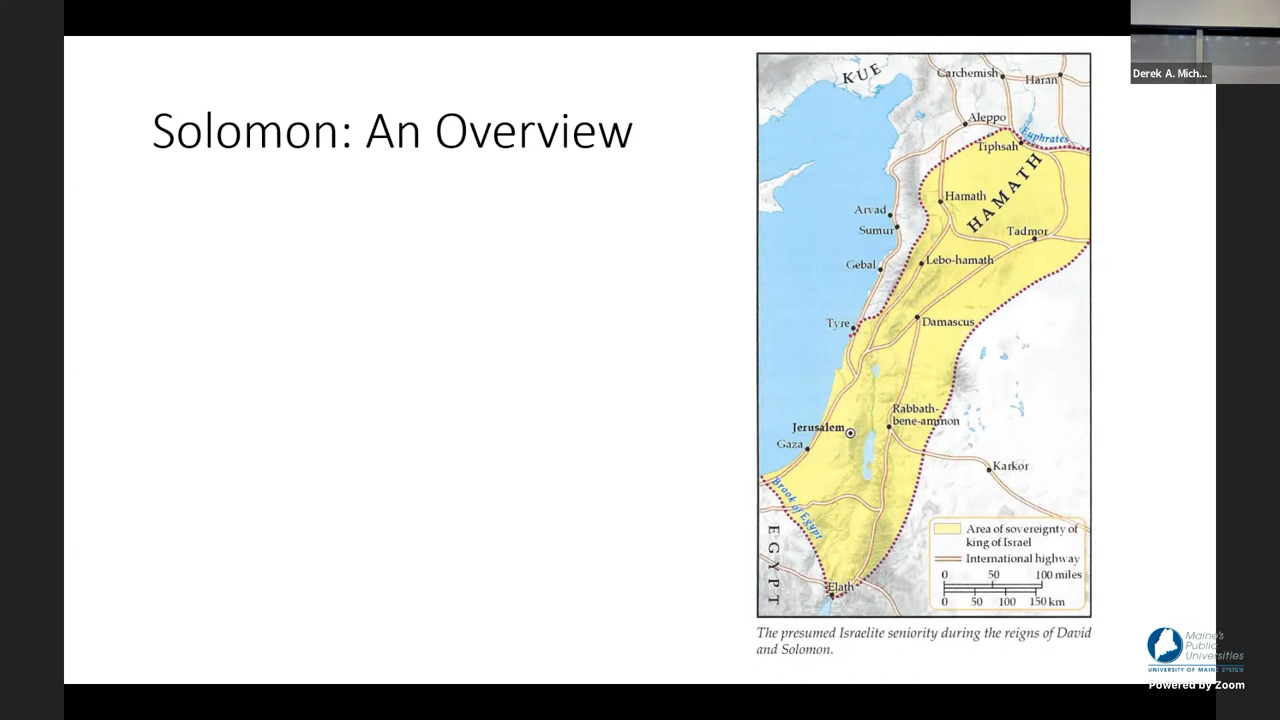 Solomon: An Overview
Derek A. Mich...
KUE
Carchemish
Haran
Aleppo
Euphrates
Tiphsah
HAMATH
Hamath
Arvad
Sumur
Tadmor
Gebal
Lebo-hamath
Tyre
Damascus
Rabbath-
bene-ammon
Jerusalem
Gaza
Karkor
Brook of Egypt
EGYPT
Elath
Area of sovereignty of
king of Israel
International highway
0 50 100 miles
0 50 100 150 km
The presumed Israelite seniority during the reigns of David
and Solomon.
Maine's
Public
Universities
UNIVERSITY OF MAINE SYSTEM
Powered by Zoom